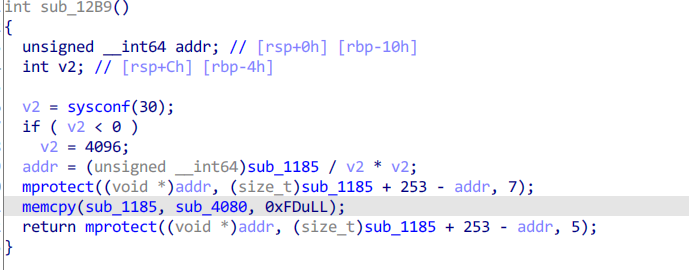 int sub_12B9()
{
  unsigned __int64 addr; // [rsp+0h] [rbp-10h]
  int v2; // [rsp+Ch] [rbp-4h]

  v2 = sysconf(30);
  if ( v2 < 0 )
    v2 = 4096;
  addr = (unsigned __int64)sub_1185 / v2 * v2;
  mprotect((void *)addr, (size_t)sub_1185 + 253 - addr, 7);
  memcpy(sub_1185, sub_4080, 0xFDuLL);
  return mprotect((void *)addr, (size_t)sub_1185 + 253 - addr, 5);
}